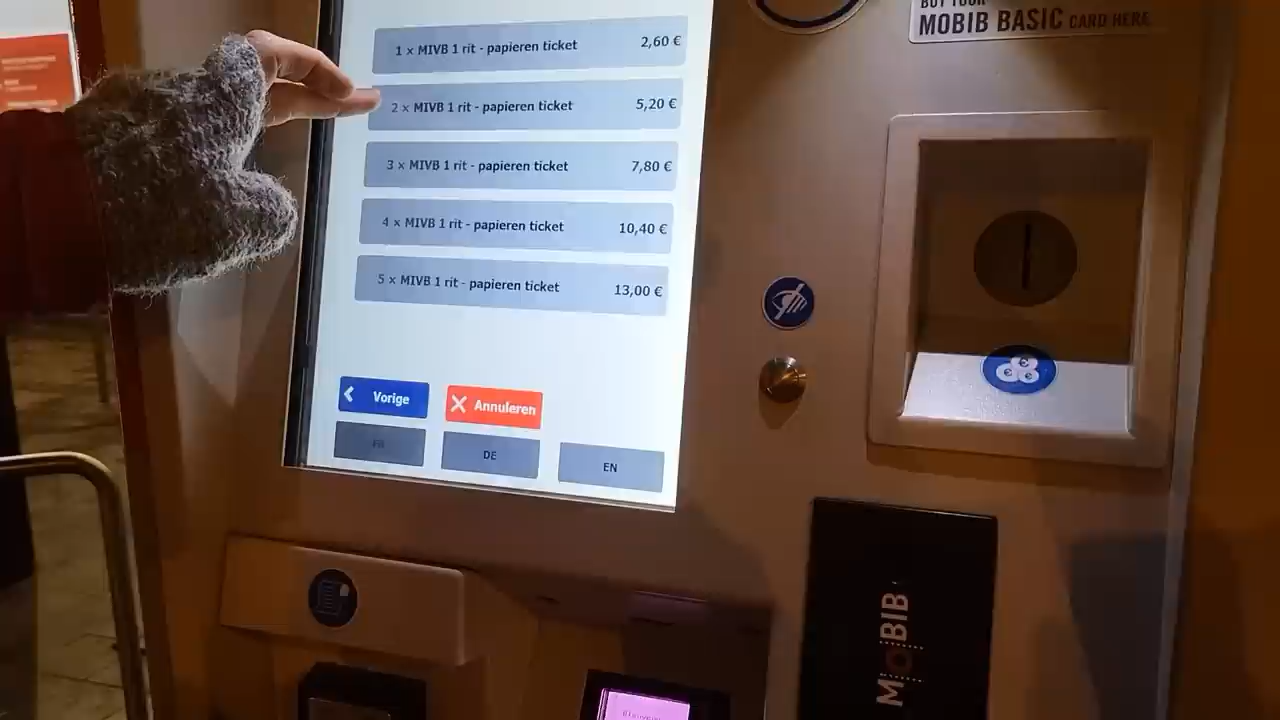 BUY YOUR
MOBIB BASIC CARD HERE
1 x MIVB 1 rit - papieren ticket 2,60 €
2 x MIVB 1 rit - papieren ticket 5,20 €
3 x MIVB 1 rit - papieren ticket 7,80 €
4 x MIVB 1 rit - papieren ticket 10,40 €
5 x MIVB 1 rit - papieren ticket 13,00 €
Vorige
Annuleren
FR
DE
EN
MOBIB